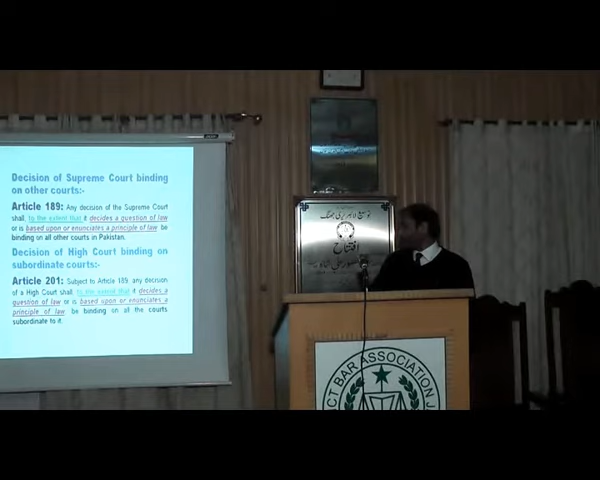 Decision of Supreme Court binding
on other courts:-
Article 189: Any decision of the Supreme Court
shall, to the extent that it decides a question of law
or is based upon or enunciates a principle of law be
binding on all other courts in Pakistan.
Decision of High Court binding on
subordinate courts:-
Article 201: Subject to Article 189, any decision
of a High Court shall, to the extent that it decides a
question of law or is based upon or enunciates a
principle of law be binding on all the courts
subordinate to it.
توسیع لائبریری جھنگ
افتتاح
BAR ASSOCIATION